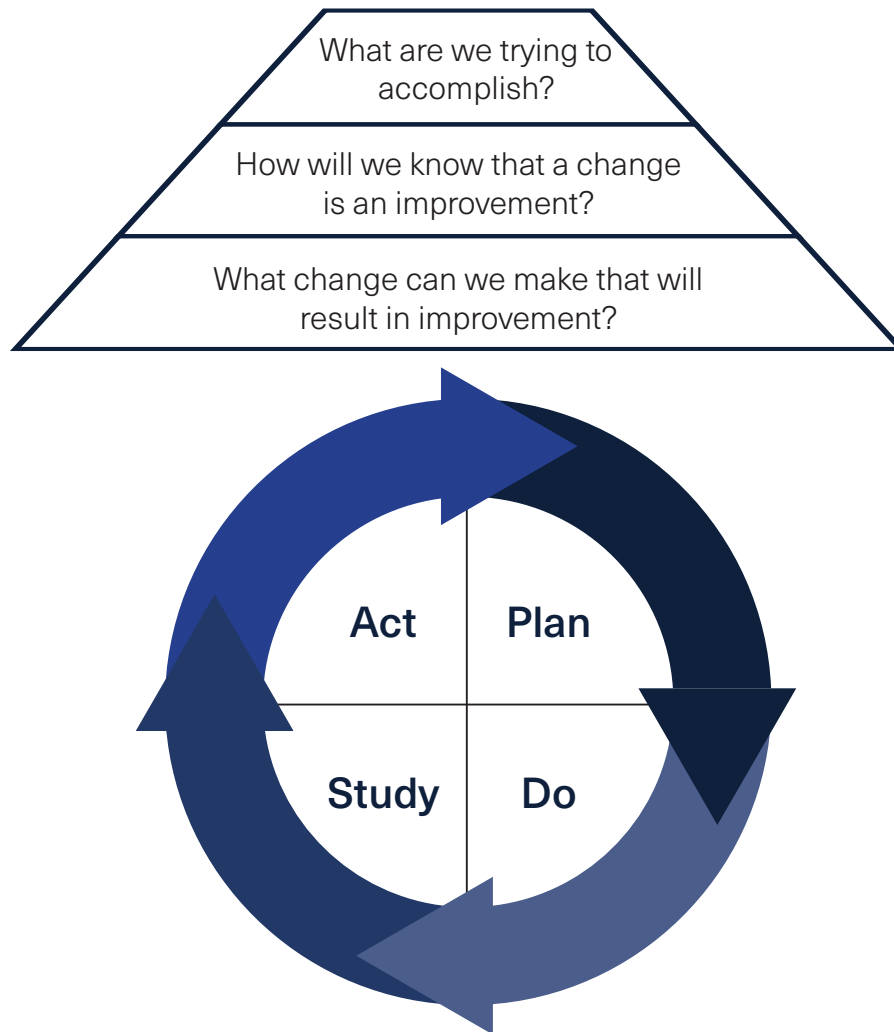 What are we trying to
accomplish?
How will we know that a change
is an improvement?
What change can we make that will
result in improvement?
Act
Plan
Study
Do